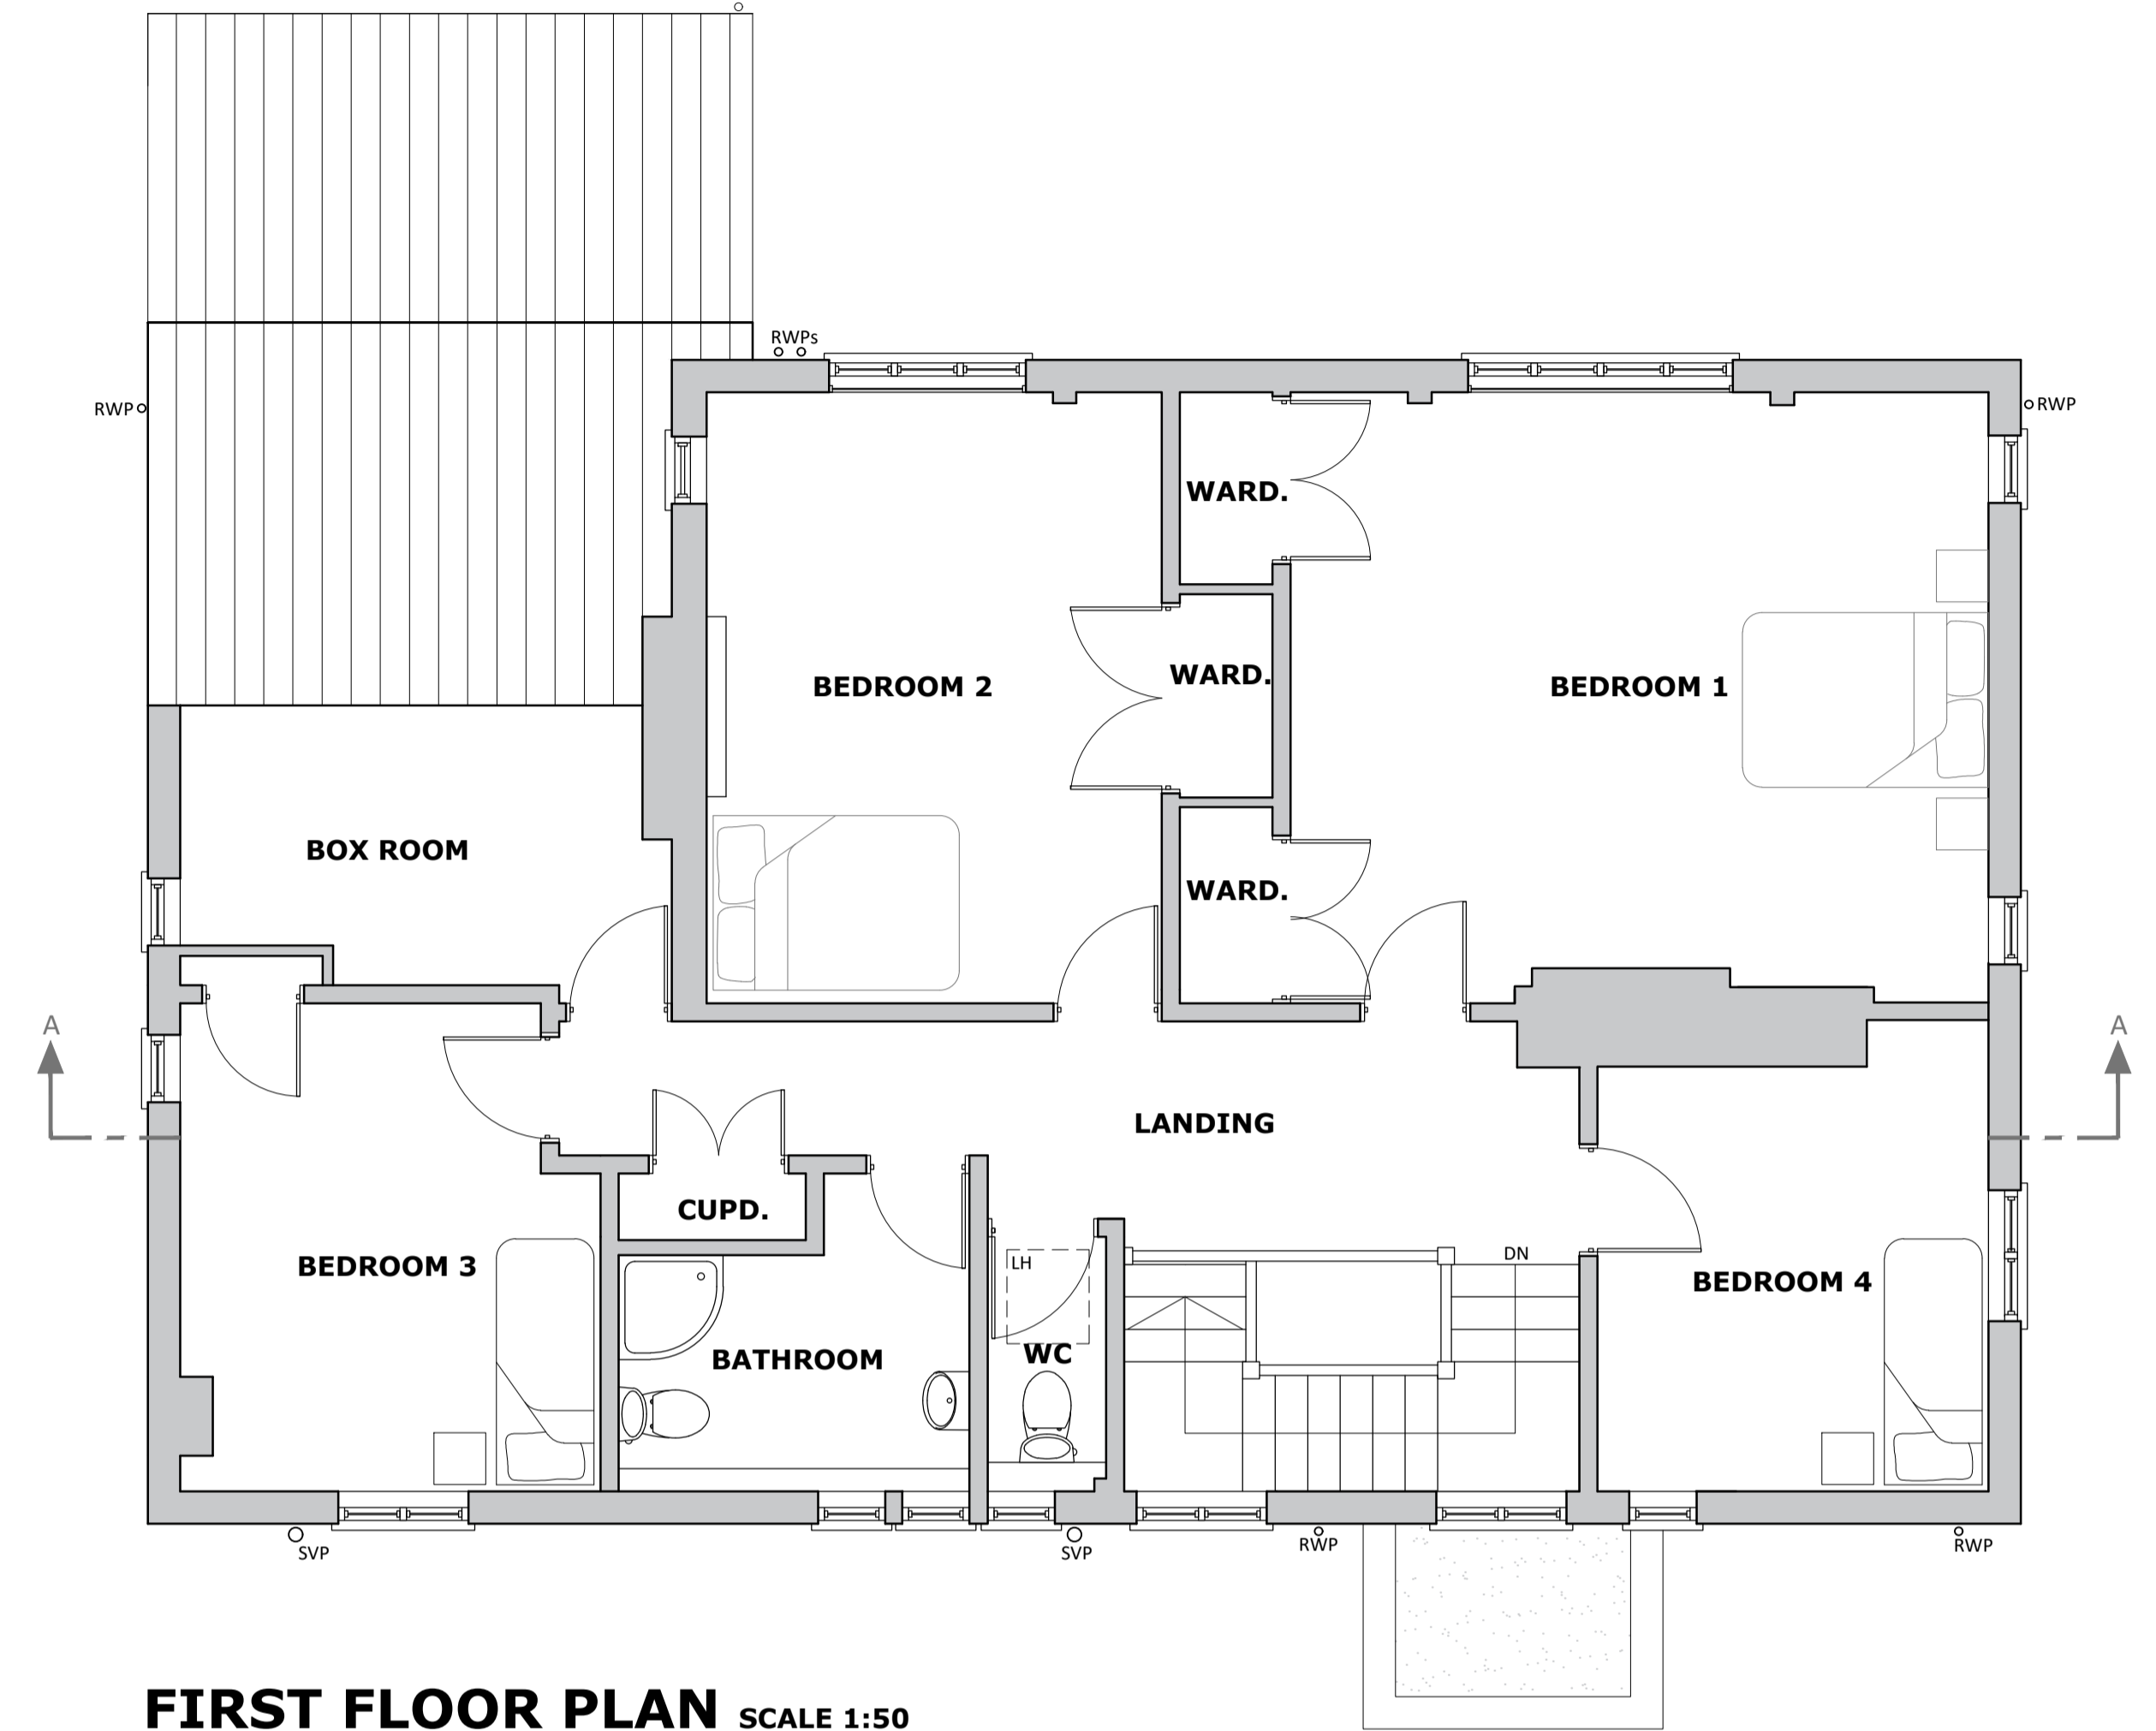 RWPs
RWP
RWP
WARD.
BEDROOM 2
WARD.
BEDROOM 1
BOX ROOM
WARD.
A
A
LANDING
CUPD.
BEDROOM 3
LH
DN
BEDROOM 4
BATHROOM
WC
SVP
SVP
RWP
RWP
FIRST FLOOR PLAN SCALE 1:50